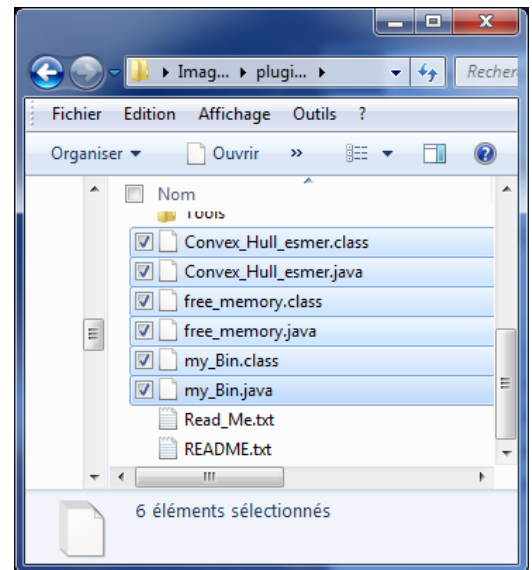 Imag... plugi... Recher
Fichier Edition Affichage Outils ?
Organiser Ouvrir »
Nom
Tools
Convex_Hull_esmer.class
Convex_Hull_esmer.java
free_memory.class
free_memory.java
my_Bin.class
my_Bin.java
Read_Me.txt
README.txt
6 éléments sélectionnés